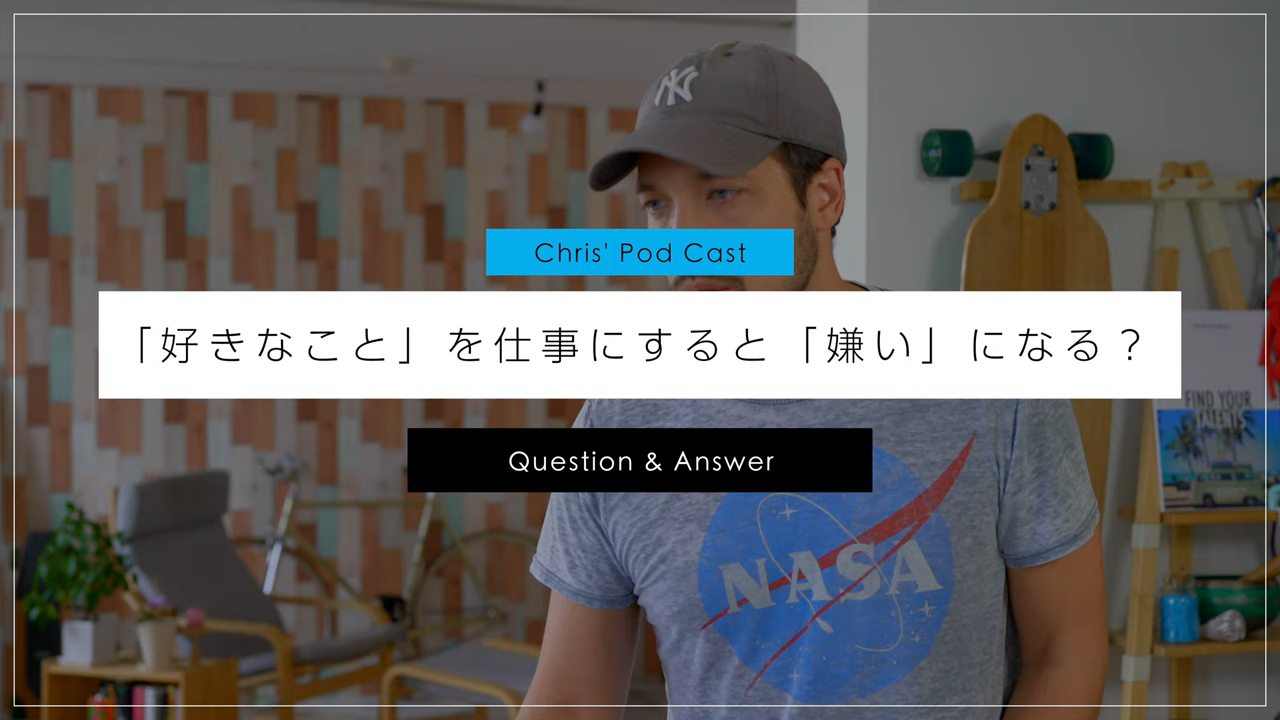 NY
Chris' Pod Cast
「好きなこと」を仕事にすると「嫌い」になる？
FIND YOUR
TALENTS
Question & Answer
NASA